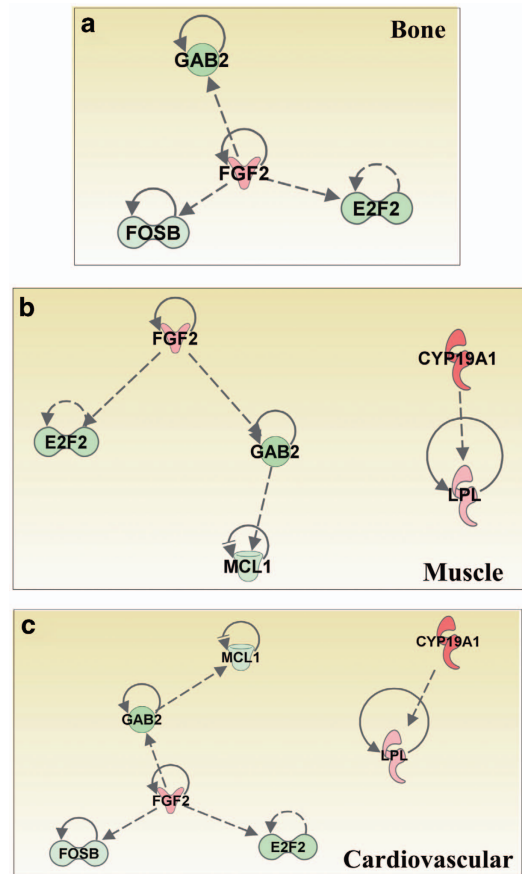 a
Bone
GAB2
FGF2
FOSB
E2F2
b
FGF2
CYP19A1
E2F2
GAB2
LPL
MCL1
Muscle
c
MCL1
CYP19A1
GAB2
LPL
FGF2
FOSB
E2F2
Cardiovascular